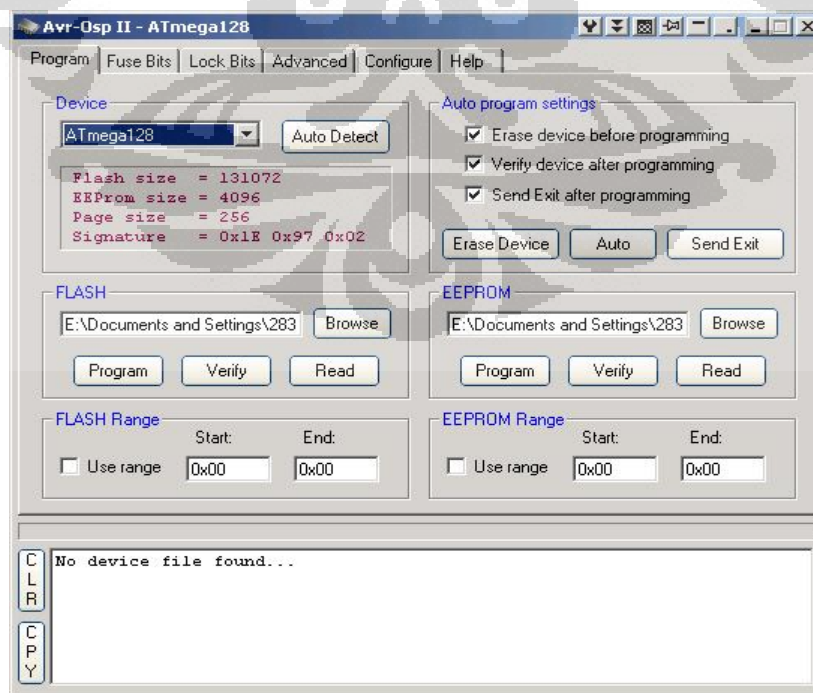 Avr-Osp II - ATmega128
Program Fuse Bits Lock Bits Advanced Configure Help
Device
ATmega128 Auto Detect
Flash size = 131072
EEProm size = 4096
Page size = 256
Signature = 0x1E 0x97 0x02
Auto program settings
Erase device before programming
Verify device after programming
Send Exit after programming
Erase Device Auto Send Exit
FLASH
E:\Documents and Settings\283 Browse
Program Verify Read
EEPROM
E:\Documents and Settings\283 Browse
Program Verify Read
FLASH Range
Start: End:
Use range 0x00 0x00
EEPROM Range
Start: End:
Use range 0x00 0x00
CLR
CPY
No device file found...